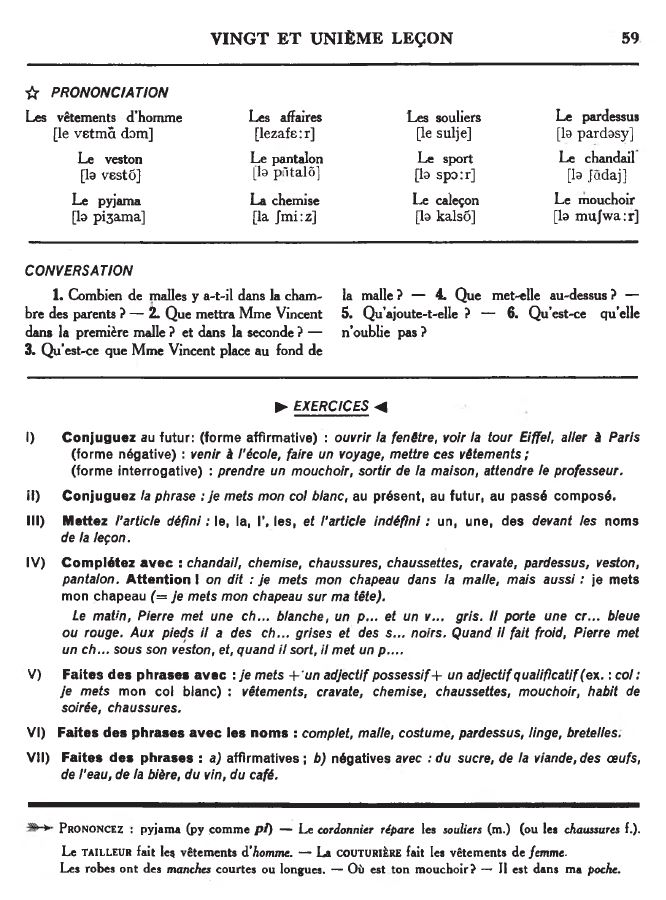 VINGT ET UNIÈME LEÇON 59
☆ PRONONCIATION
Les vêtements d'homme Les affaires Les souliers Le pardessus
[le vɛtmɑ̃ dɔm] [lezafɛ:r] [le sulje] [lə pardəsy]
Le veston Le pantalon Le sport Le chandail
[lə vɛstɔ̃] [lə pɑ̃talɔ̃] [lə spɔ:r] [lə ʃɑ̃daj]
Le pyjama La chemise Le caleçon Le mouchoir
[lə piʒama] [la ʃmi:z] [lə kalsɔ̃] [lə muʃwa:r]
CONVERSATION
1. Combien de malles y a-t-il dans la cham-
bre des parents ? — 2. Que mettra Mme Vincent
dans la première malle ? et dans la seconde ? —
3. Qu'est-ce que Mme Vincent place au fond de
la malle ? — 4. Que met-elle au-dessus ? —
5. Qu'ajoute-t-elle ? — 6. Qu'est-ce qu'elle
n'oublie pas ?
► EXERCICES ◄
I) Conjuguez au futur: (forme affirmative) : ouvrir la fenêtre, voir la tour Eiffel, aller à Paris
(forme négative) : venir à l'école, faire un voyage, mettre ces vêtements ;
(forme interrogative) : prendre un mouchoir, sortir de la maison, attendre le professeur.
II) Conjuguez la phrase : je mets mon col blanc, au présent, au futur, au passé composé.
III) Mettez l'article défini : le, la, l', les, et l'article indéfini : un, une, des devant les noms
de la leçon.
IV) Complétez avec : chandail, chemise, chaussures, chaussettes, cravate, pardessus, veston,
pantalon. Attention ! on dit : je mets mon chapeau dans la malle, mais aussi : je mets
mon chapeau (= je mets mon chapeau sur ma tête).
Le matin, Pierre met une ch... blanche, un p... et un v... gris. Il porte une cr... bleue
ou rouge. Aux pieds il a des ch... grises et des s... noirs. Quand il fait froid, Pierre met
un ch... sous son veston, et, quand il sort, il met un p....
V) Faites des phrases avec : je mets + un adjectif possessif + un adjectif qualificatif (ex. : col :
je mets mon col blanc) : vêtements, cravate, chemise, chaussettes, mouchoir, habit de
soirée, chaussures.
VI) Faites des phrases avec les noms : complet, malle, costume, pardessus, linge, bretelles.
VII) Faites des phrases : a) affirmatives ; b) négatives avec : du sucre, de la viande, des œufs,
de l'eau, de la bière, du vin, du café.
➳ PRONONCEZ : pyjama (py comme pi) — Le cordonnier répare les souliers (m.) (ou les chaussures f.).
Le TAILLEUR fait les vêtements d'homme. — La COUTURIÈRE fait les vêtements de femme.
Les robes ont des manches courtes ou longues. — Où est ton mouchoir ? — Il est dans ma poche.